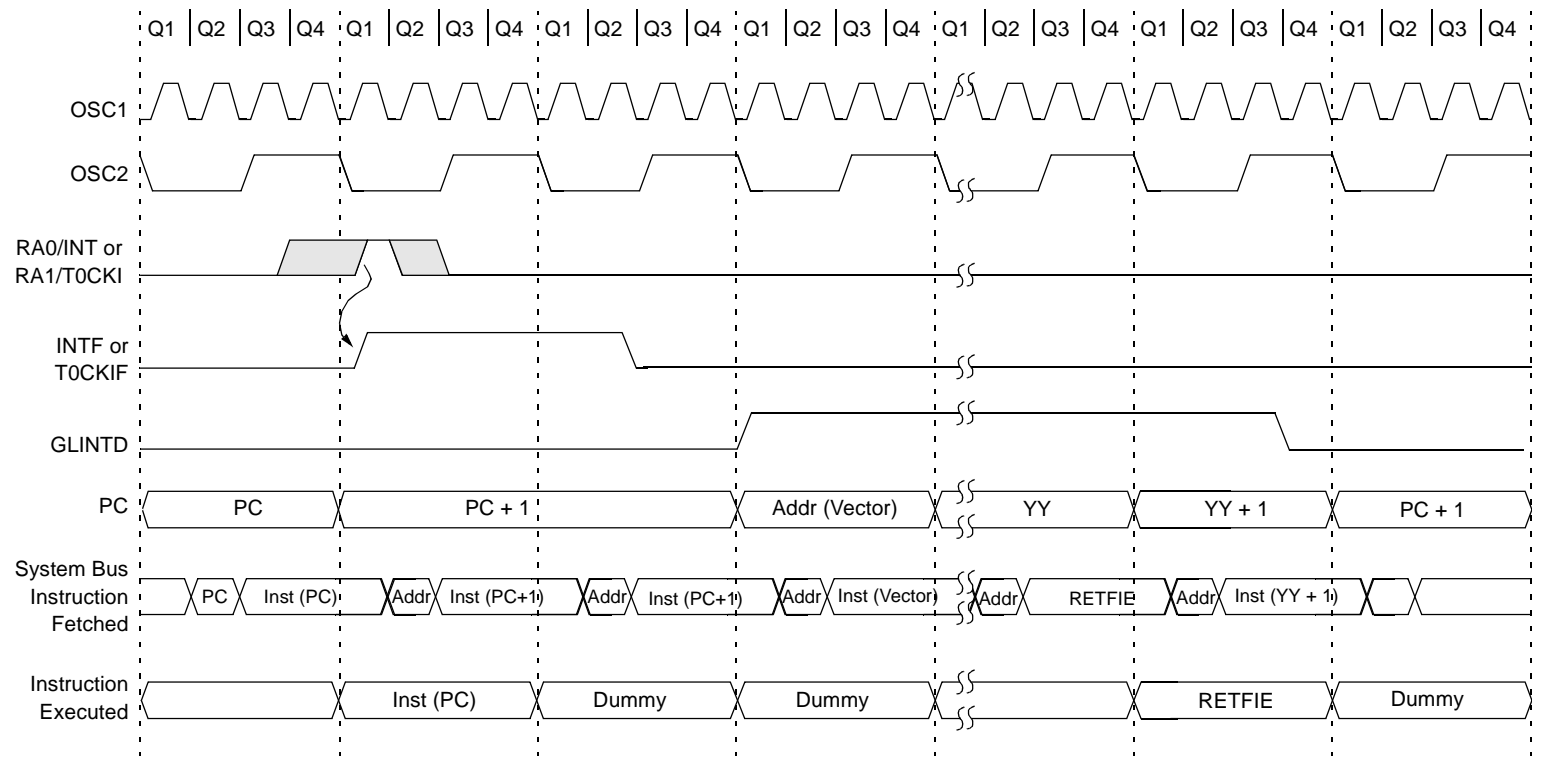 Q1 Q2 Q3 Q4 Q1 Q2 Q3 Q4 Q1 Q2 Q3 Q4 Q1 Q2 Q3 Q4 Q1 Q2 Q3 Q4 Q1 Q2 Q3 Q4 Q1 Q2 Q3 Q4
OSC1
OSC2
RA0/INT or
RA1/T0CKI
INTF or
T0CKIF
GLINTD
PC PC PC + 1 Addr (Vector) YY YY + 1 PC + 1
System Bus
Instruction
Fetched
PC Inst (PC) Addr Inst (PC+1) Addr Inst (PC+1) Addr Inst (Vector) Addr RETFIE Addr Inst (YY + 1)
Instruction
Executed
Inst (PC) Dummy Dummy RETFIE Dummy